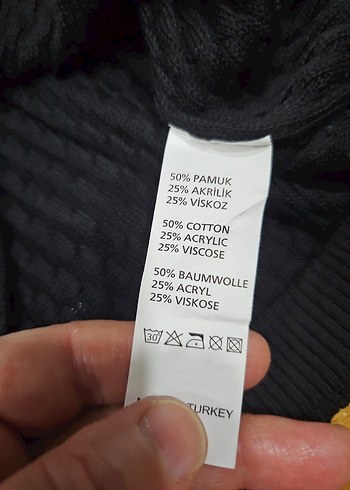 50% PAMUK
25% AKRİLİK
25% VİSKOZ
50% COTTON
25% ACRYLIC
25% VISCOSE
50% BAUMWOLLE
25% ACRYL
25% VISKOSE
30
TURKEY